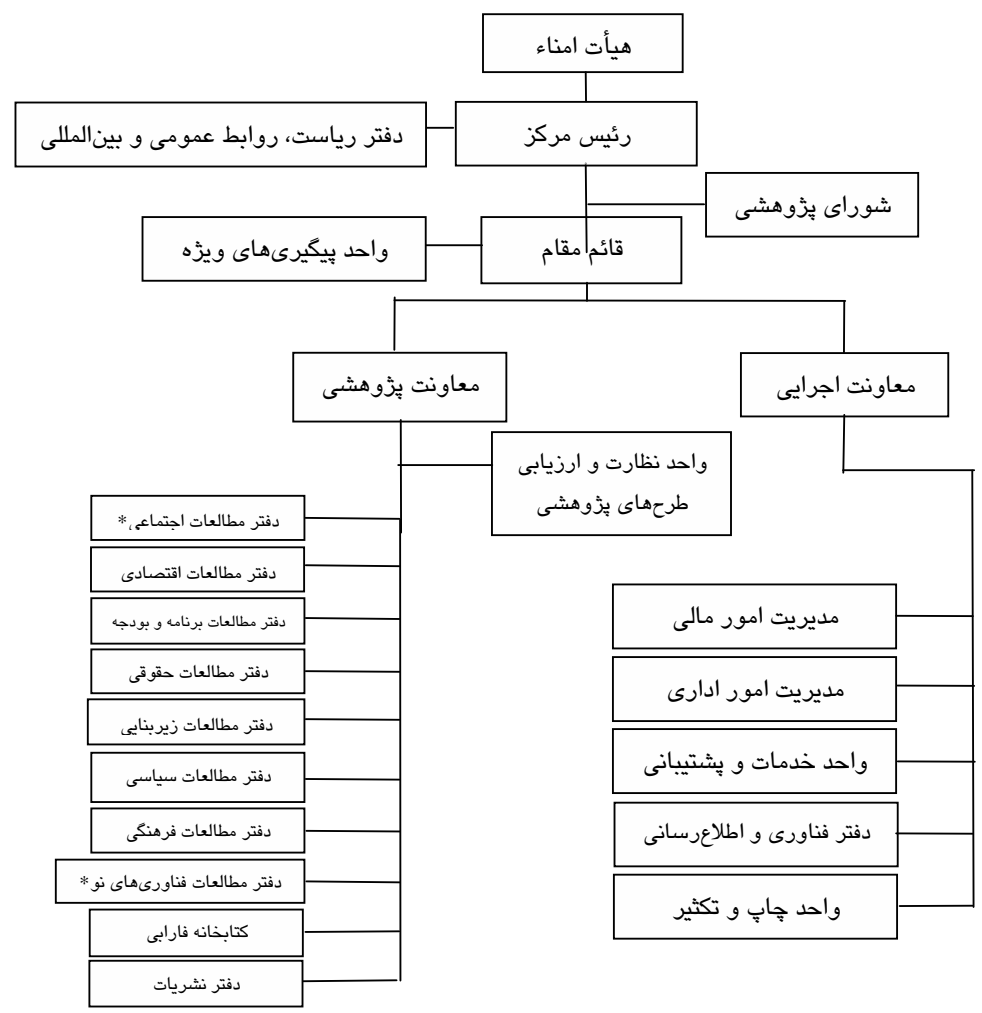 هیأت امناء
رئیس مرکز
دفتر ریاست، روابط عمومی و بین‌المللی
شورای پژوهشی
قائم مقام
واحد پیگیری‌های ویژه
معاونت اجرایی
معاونت پژوهشی
واحد نظارت و ارزیابی
طرح‌های پژوهشی
مدیریت امور مالی
مدیریت امور اداری
واحد خدمات و پشتیبانی
دفتر فناوری و اطلاع‌رسانی
واحد چاپ و تکثیر
دفتر مطالعات اجتماعی*
دفتر مطالعات اقتصادی
دفتر مطالعات برنامه و بودجه
دفتر مطالعات حقوقی
دفتر مطالعات زیربنایی
دفتر مطالعات سیاسی
دفتر مطالعات فرهنگی
دفتر مطالعات فناوری‌های نو*
کتابخانه فارابی
دفتر نشریات